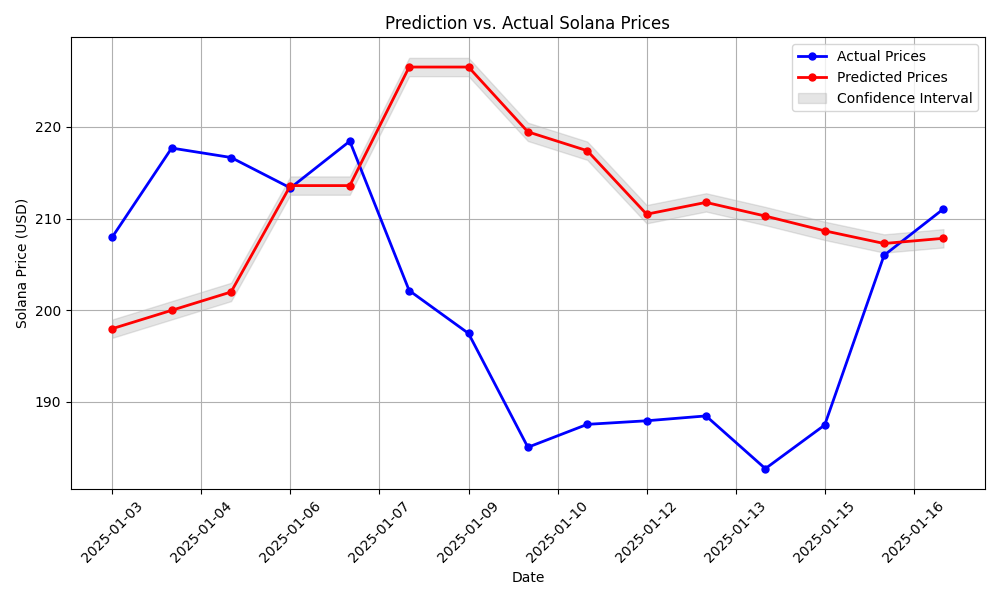 Prediction vs. Actual Solana Prices
Actual Prices
Predicted Prices
Confidence Interval
Solana Price (USD)
220
210
200
190
2025-01-03
2025-01-04
2025-01-06
2025-01-07
2025-01-09
2025-01-10
2025-01-12
2025-01-13
2025-01-15
2025-01-16
Date